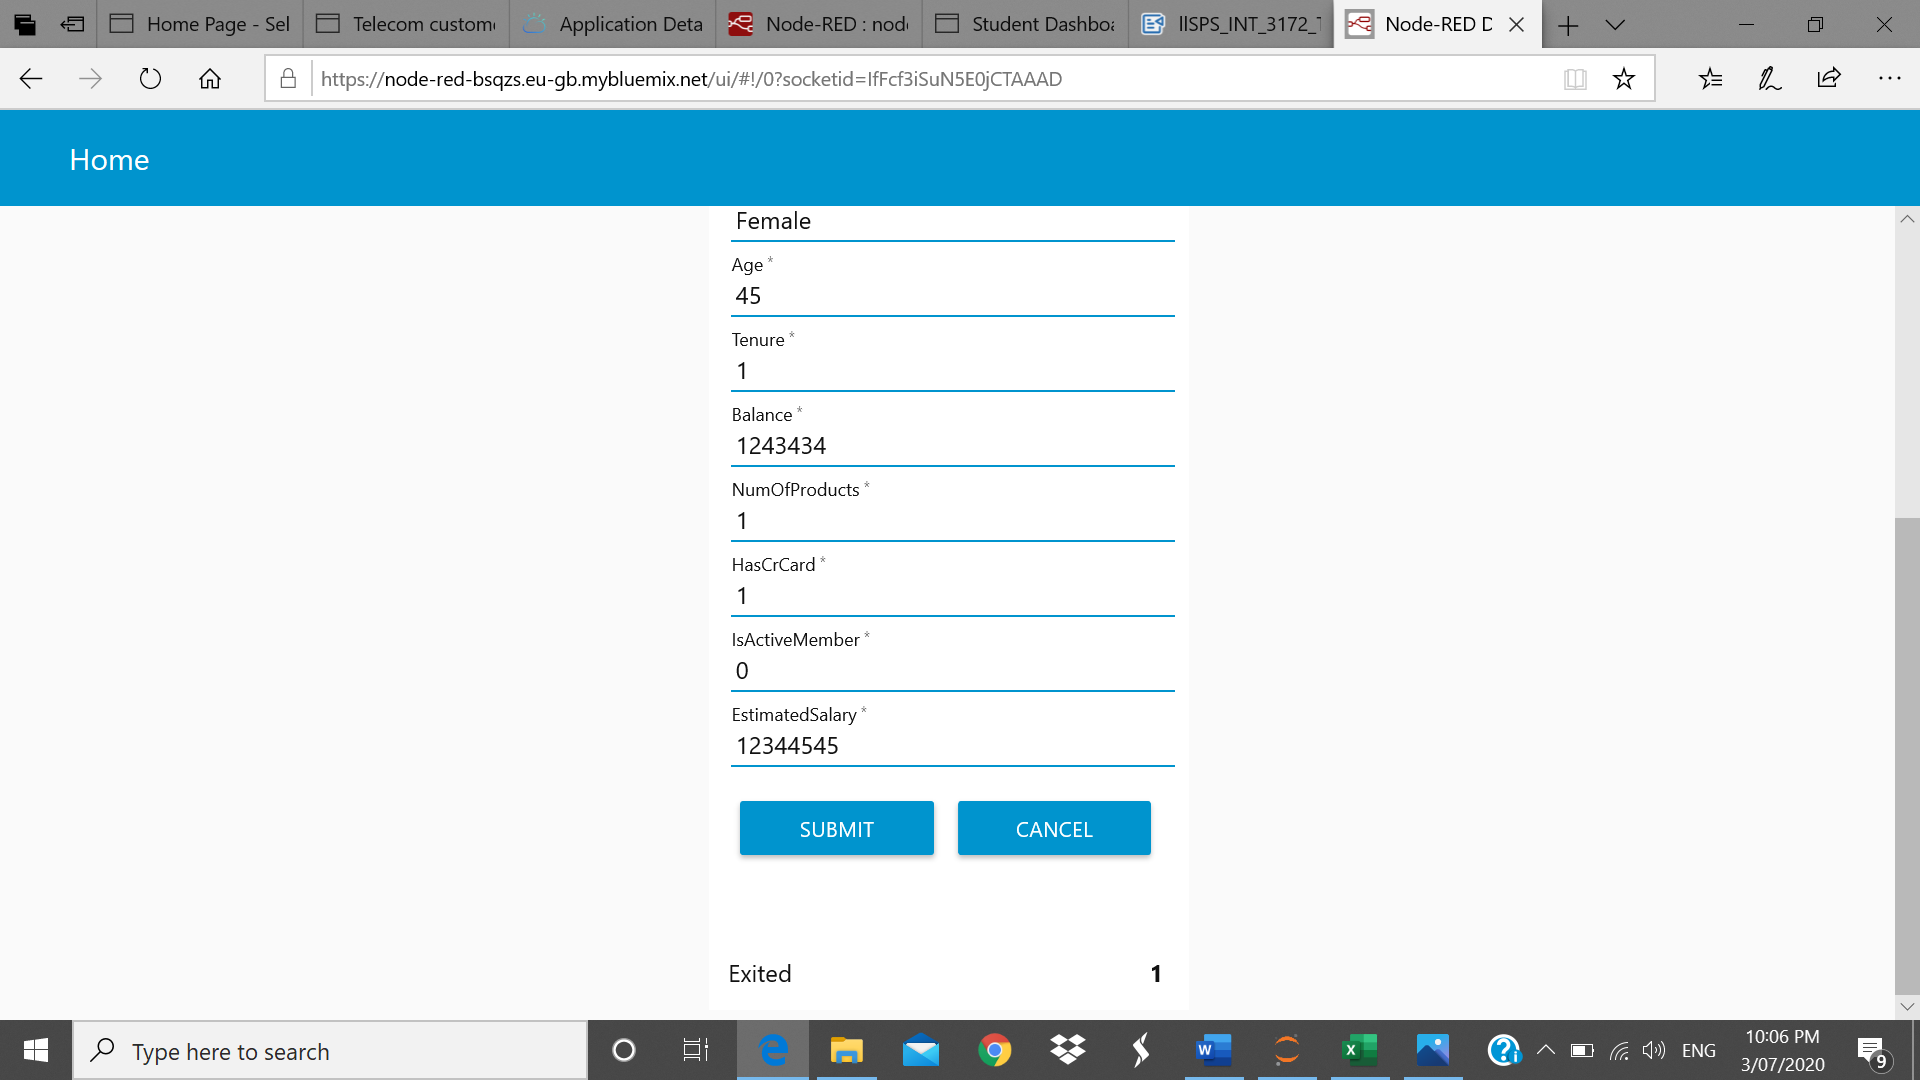 Home Page - Sel
Telecom custom
Application Deta
Node-RED : nod
Student Dashbo
llSPS_INT_3172_
Node-RED D
https://node-red-bsqzs.eu-gb.mybluemix.net/ui/#!/0?socketid=IfFcf3iSuN5E0jCTAAAD
Home
Female
Age *
45
Tenure *
1
Balance *
1243434
NumOfProducts *
1
HasCrCard *
1
IsActiveMember *
0
EstimatedSalary *
12344545
SUBMIT CANCEL
Exited 1
Type here to search
ENG
10:06 PM
3/07/2020
9